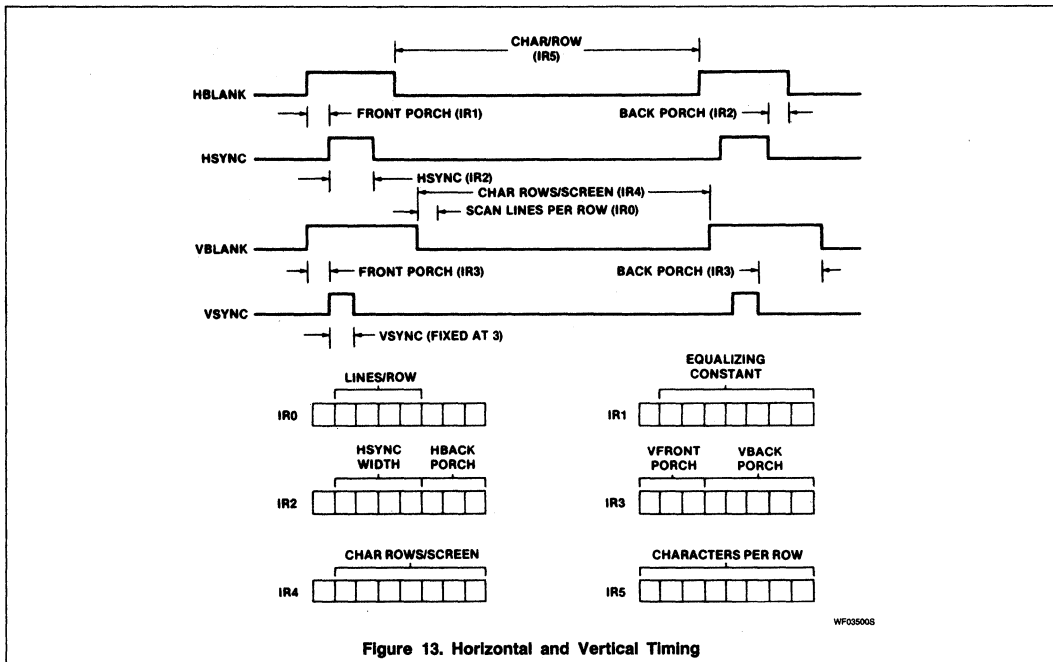 CHAR/ROW
(IR5)
HBLANK
FRONT PORCH (IR1)
BACK PORCH (IR2)
HSYNC
HSYNC (IR2)
CHAR ROWS/SCREEN (IR4)
SCAN LINES PER ROW (IR0)
VBLANK
FRONT PORCH (IR3)
BACK PORCH (IR3)
VSYNC
VSYNC (FIXED AT 3)
LINES/ROW
IR0
EQUALIZING
CONSTANT
IR1
HSYNC
WIDTH
HBACK
PORCH
IR2
VFRONT
PORCH
VBACK
PORCH
IR3
CHAR ROWS/SCREEN
IR4
CHARACTERS PER ROW
IR5
WF03500S
Figure 13. Horizontal and Vertical Timing